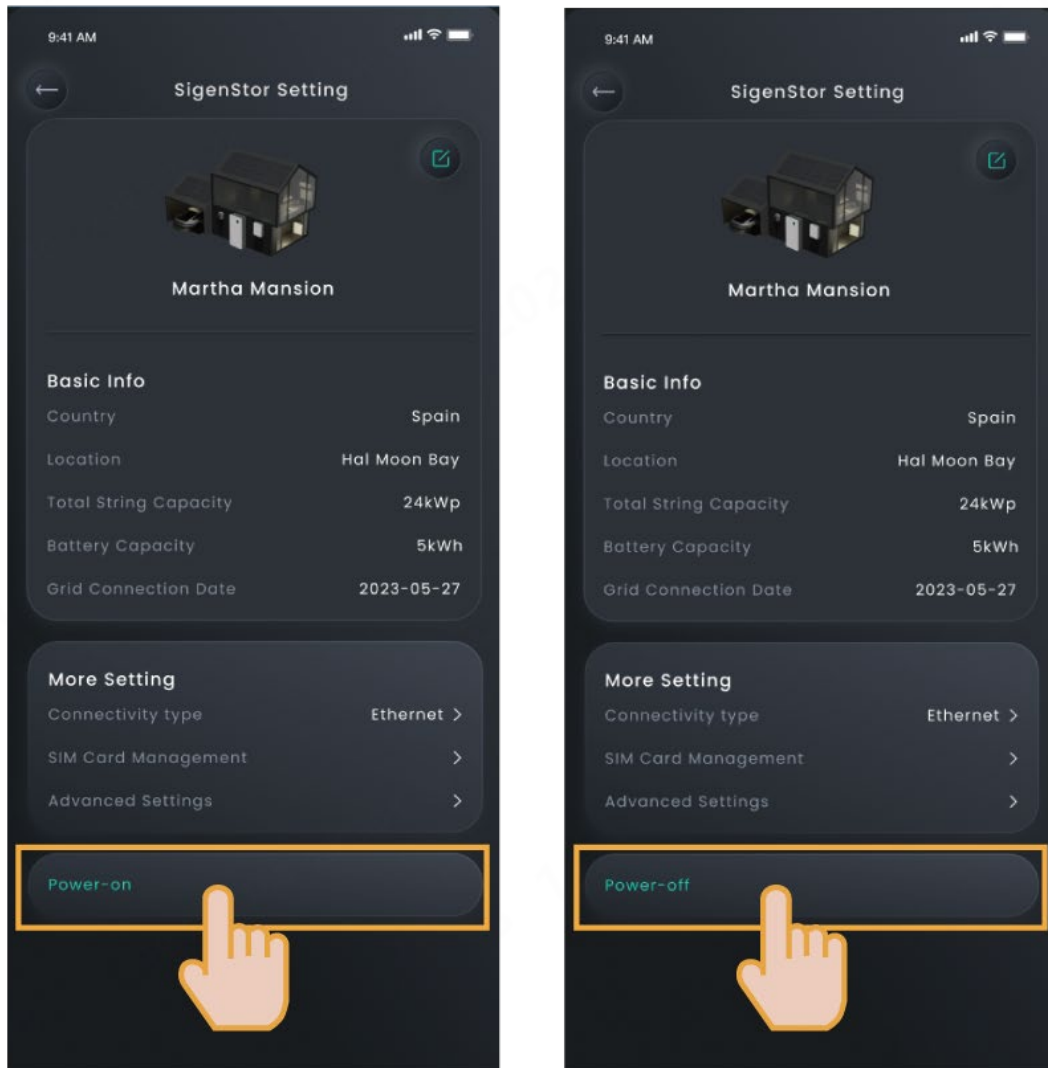 9:41 AM
SigenStor Setting
Martha Mansion
Basic Info
Country Spain
Location Hal Moon Bay
Total String Capacity 24kWp
Battery Capacity 5kWh
Grid Connection Date 2023-05-27
More Setting
Connectivity type Ethernet >
SIM Card Management >
Advanced Settings >
Power-on
9:41 AM
SigenStor Setting
Martha Mansion
Basic Info
Country Spain
Location Hal Moon Bay
Total String Capacity 24kWp
Battery Capacity 5kWh
Grid Connection Date 2023-05-27
More Setting
Connectivity type Ethernet >
SIM Card Management >
Advanced Settings >
Power-off